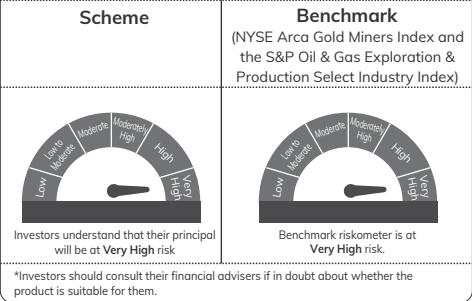 Scheme
Benchmark
(NYSE Arca Gold Miners Index and
the S&P Oil & Gas Exploration &
Production Select Industry Index)
Low
Low to
Moderate
Moderate
Moderately
High
High
Very
High
Investors understand that their principal
will be at Very High risk
Low
Low to
Moderate
Moderate
Moderately
High
High
Very
High
Benchmark riskometer is at
Very High risk.
*Investors should consult their financial advisers if in doubt about whether the
product is suitable for them.